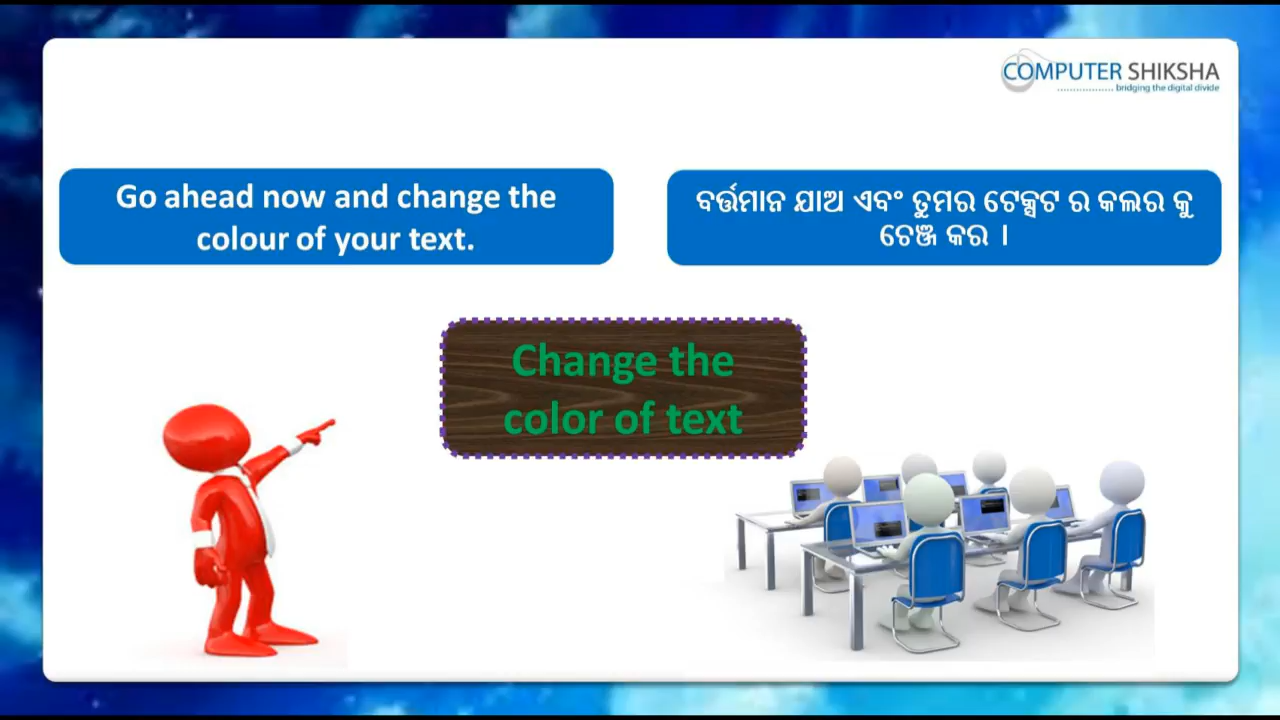 COMPUTER SHIKSHA
bridging the digital divide
Go ahead now and change the
colour of your text.
ବର୍ତ୍ତମାନ ଯାଅ ଏବଂ ତୁମର ଟେକ୍ସଟ ର କଲର କୁ
ଚେଞ୍ଜ କର ।
Change the
color of text